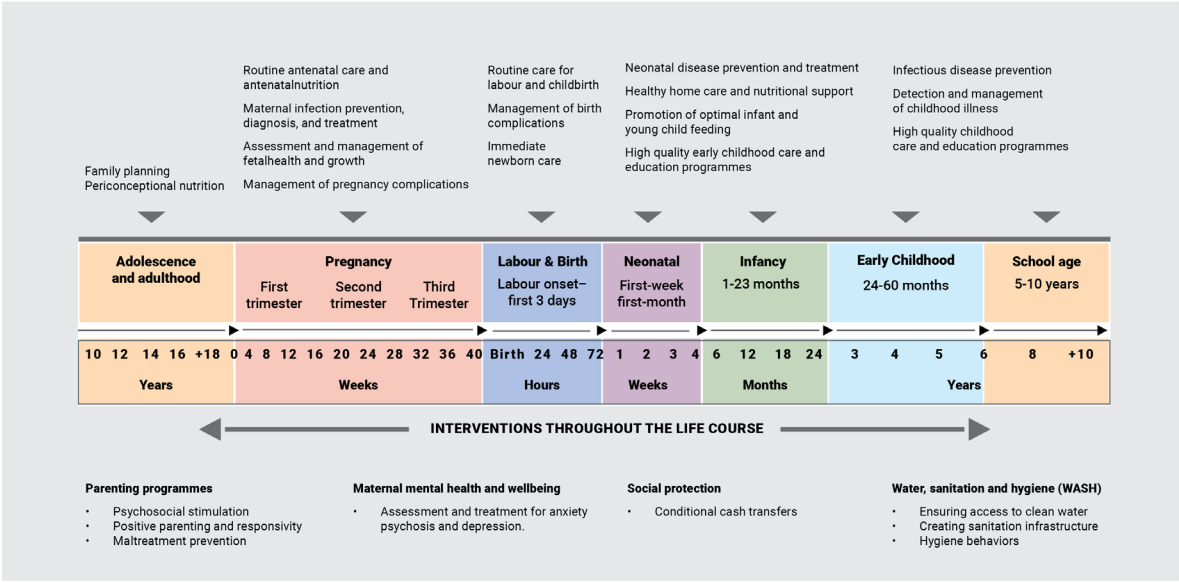 Family planning
Periconceptional nutrition
Routine antenatal care and
antenatalnutrition
Maternal infection prevention,
diagnosis, and treatment
Assessment and management of
fetalhealth and growth
Management of pregnancy complications
Routine care for
labour and childbirth
Management of birth
complications
Immediate
newborn care
Neonatal disease prevention and treatment
Healthy home care and nutritional support
Promotion of optimal infant and
young child feeding
High quality early childhood care and
education programmes
Infectious disease prevention
Detection and management
of childhood illness
High quality childhood
care and education programmes
Adolescence
and adulthood
Pregnancy
First
trimester
Second
trimester
Third
Trimester
Labour & Birth
Labour onset–
first 3 days
Neonatal
First-week
first-month
Infancy
1-23 months
Early Childhood
24-60 months
School age
5-10 years
10 12 14 16 +18 0 4 8 12 16 20 24 28 32 36 40 Birth 24 48 72 1 2 3 4 6 12 18 24 3 4 5 6 8 +10
Years Weeks Hours Weeks Months Years
INTERVENTIONS THROUGHOUT THE LIFE COURSE
Parenting programmes
• Psychosocial stimulation
• Positive parenting and responsivity
• Maltreatment prevention
Maternal mental health and wellbeing
• Assessment and treatment for anxiety
psychosis and depression.
Social protection
• Conditional cash transfers
Water, sanitation and hygiene (WASH)
• Ensuring access to clean water
• Creating sanitation infrastructure
• Hygiene behaviors